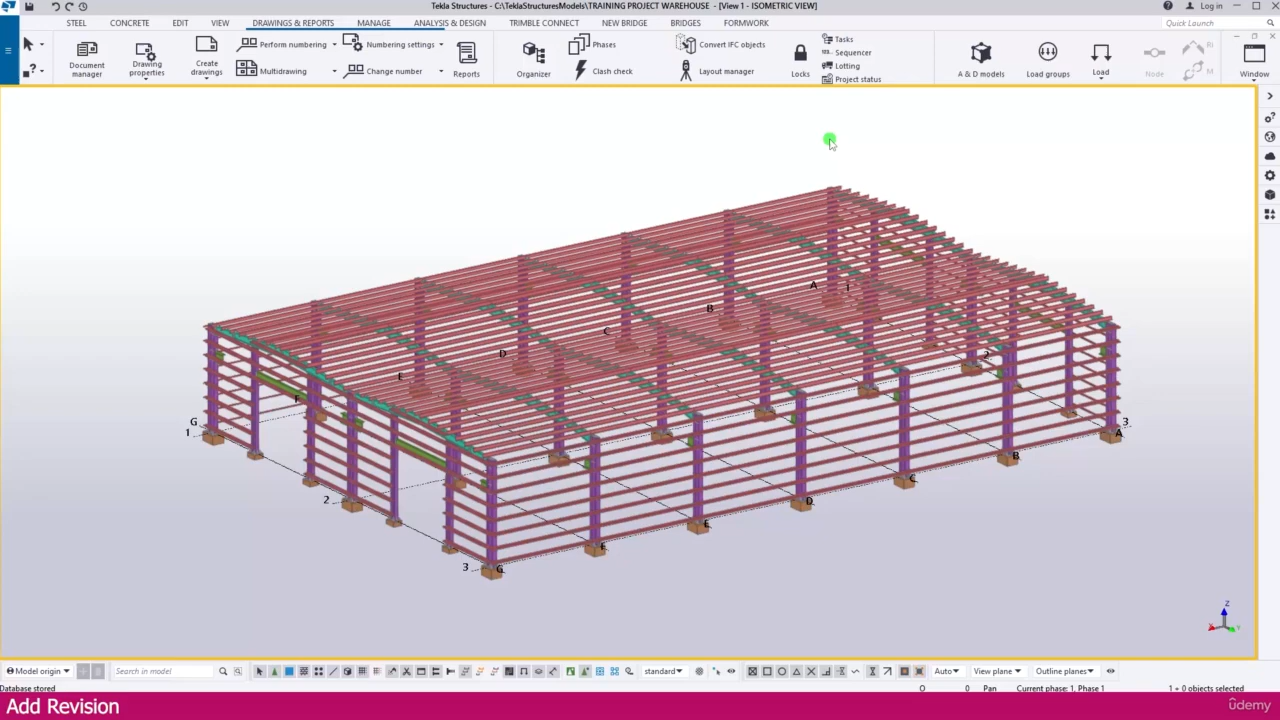 Tekla Structures - C:\TeklaStructuresModels\TRAINING PROJECT WAREHOUSE - [View 1 - ISOMETRIC VIEW]
Log in
STEEL CONCRETE EDIT VIEW DRAWINGS & REPORTS MANAGE ANALYSIS & DESIGN TRIMBLE CONNECT NEW BRIDGE BRIDGES FORMWORK
Quick Launch
Document manager
Drawing properties
Create drawings
Perform numbering
Multidrawing
Numbering settings
Change number
Reports
Organizer
Phases
Clash check
Convert IFC objects
Layout manager
Locks
Tasks
Sequencer
Lotting
Project status
A & D models
Load groups
Load
Node
Ri
M
Window
A 1
B
C
D
E
F
G
1
2
2
3
3
A
B
C
D
E
F
G
Z
X
Y
Model origin
Search in model
standard
Auto
View plane
Outline planes
Database stored
O 0 Pan Current phase: 1, Phase 1 1 + 0 objects selected
Add Revision
ûdemy